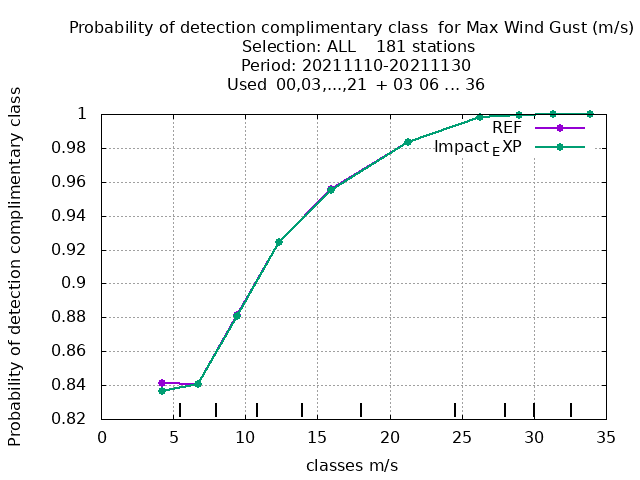 Probability of detection complimentary class  for Max Wind Gust (m/s)
Selection: ALL    181 stations
Period: 20211110-20211130
Used  00,03,...,21  + 03 06 ... 36
Probability of detection complimentary class
1
0.98
0.96
0.94
0.92
0.9
0.88
0.86
0.84
0.82
REF
Impact_EXP
0 5 10 15 20 25 30 35
classes m/s